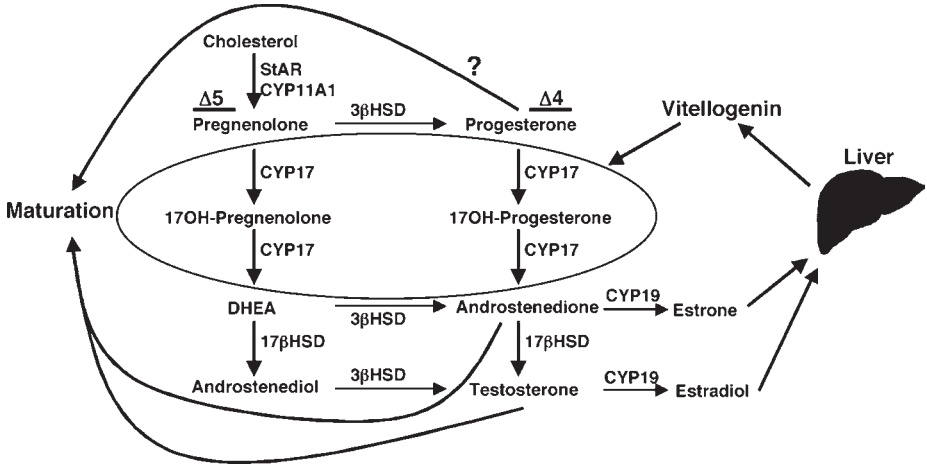 Cholesterol
?
StAR
CYP11A1
Δ5
Δ4
3βHSD
Pregnenolone
Progesterone
Vitellogenin
Liver
CYP17
CYP17
Maturation
17OH-Pregnenolone
17OH-Progesterone
CYP17
CYP17
CYP19
DHEA
Androstenedione
Estrone
3βHSD
17βHSD
17βHSD
3βHSD
CYP19
Androstenediol
Testosterone
Estradiol